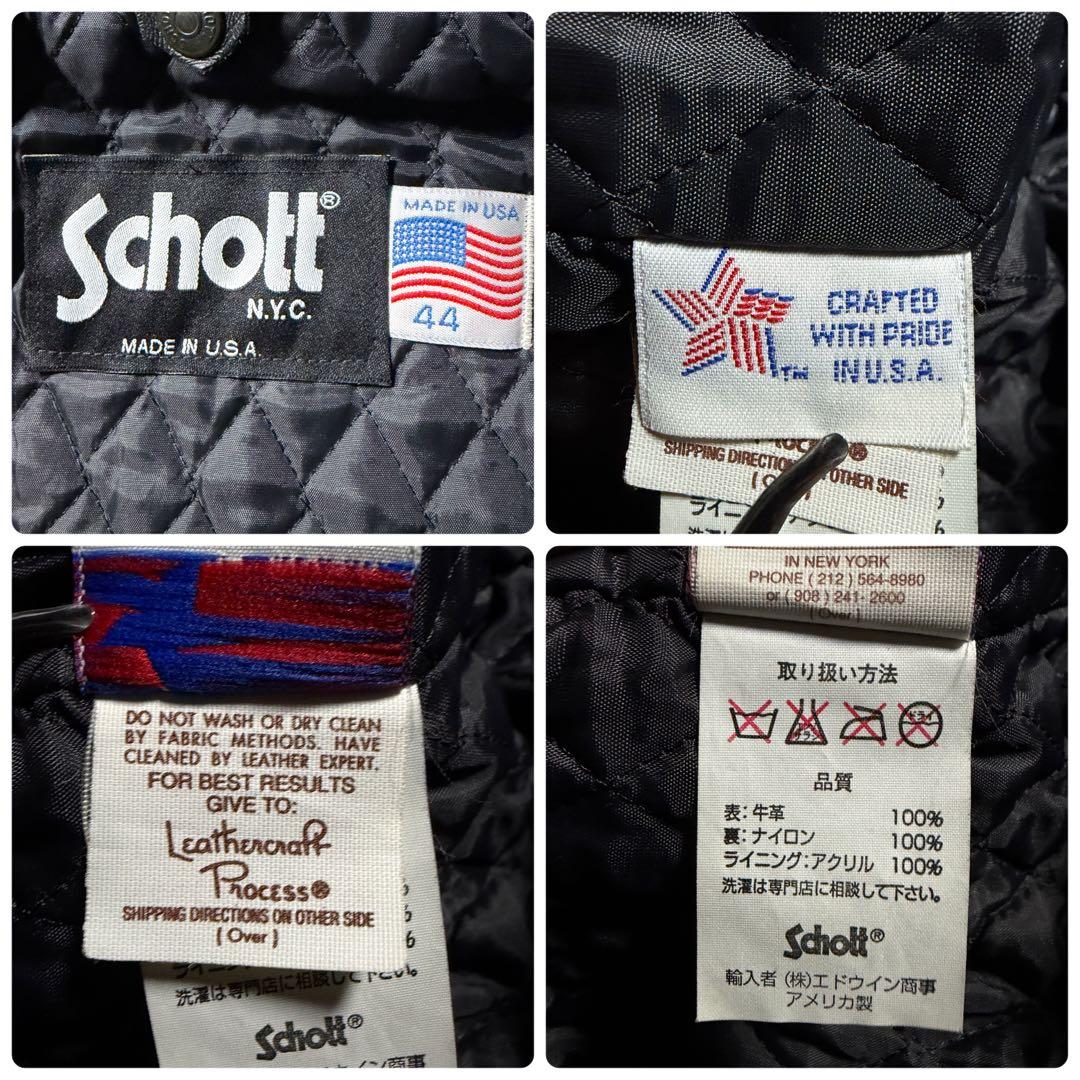 Schott®
N.Y.C.
MADE IN U.S.A.
MADE IN USA
44
CRAFTED
WITH PRIDE
IN U.S.A.
TM
SHIPPING DIRECTIONS ON OTHER SIDE
( Over )
DO NOT WASH OR DRY CLEAN
BY FABRIC METHODS. HAVE
CLEANED BY LEATHER EXPERT.
FOR BEST RESULTS
GIVE TO:
Leathercraft
Process®
SHIPPING DIRECTIONS ON OTHER SIDE
( Over )
洗濯は専門店に相談して下さい。
Schott®
IN NEW YORK
PHONE ( 212 ) 564-8980
or ( 908 ) 241- 2600
( Over )
取り扱い方法
ドライ
品質
表:牛革 100%
裏:ナイロン 100%
ライニング:アクリル 100%
洗濯は専門店に相談して下さい。
Schott®
輸入者 (株)エドウイン商事
アメリカ製